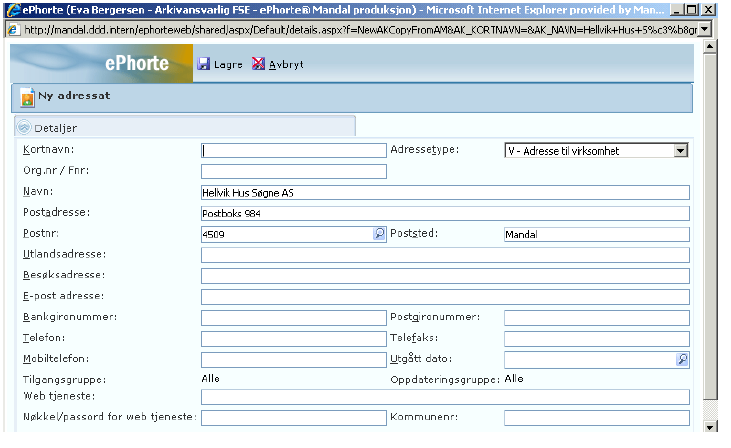 ePhorte (Eva Bergersen - Arkivansvarlig FSE - ePhorte® Mandal produksjon) - Microsoft Internet Explorer provided by Man...
http://mandal.ddd.intern/ephorteweb/shared/aspx/Default/details.aspx?f=NewAKCopyFromAM&AK_KORTNAVN=&AK_NAVN=Hellvik+Hus+S%c3%b8gr
ePhorte Lagre Avbryt
Ny adressat
Detaljer
Kortnavn: Adressetype: V - Adresse til virksomhet
Org.nr / Fnr:
Navn: Hellvik Hus Søgne AS
Postadresse: Postboks 984
Postnr: 4509 Poststed: Mandal
Utlandsadresse:
Besøksadresse:
E-post adresse:
Bankgironummer: Postgironummer:
Telefon: Telefaks:
Mobiltelefon: Utgått dato:
Tilgangsgruppe: Alle Oppdateringsgruppe: Alle
Web tjeneste:
Nøkkel/passord for web tjeneste: Kommunenr: